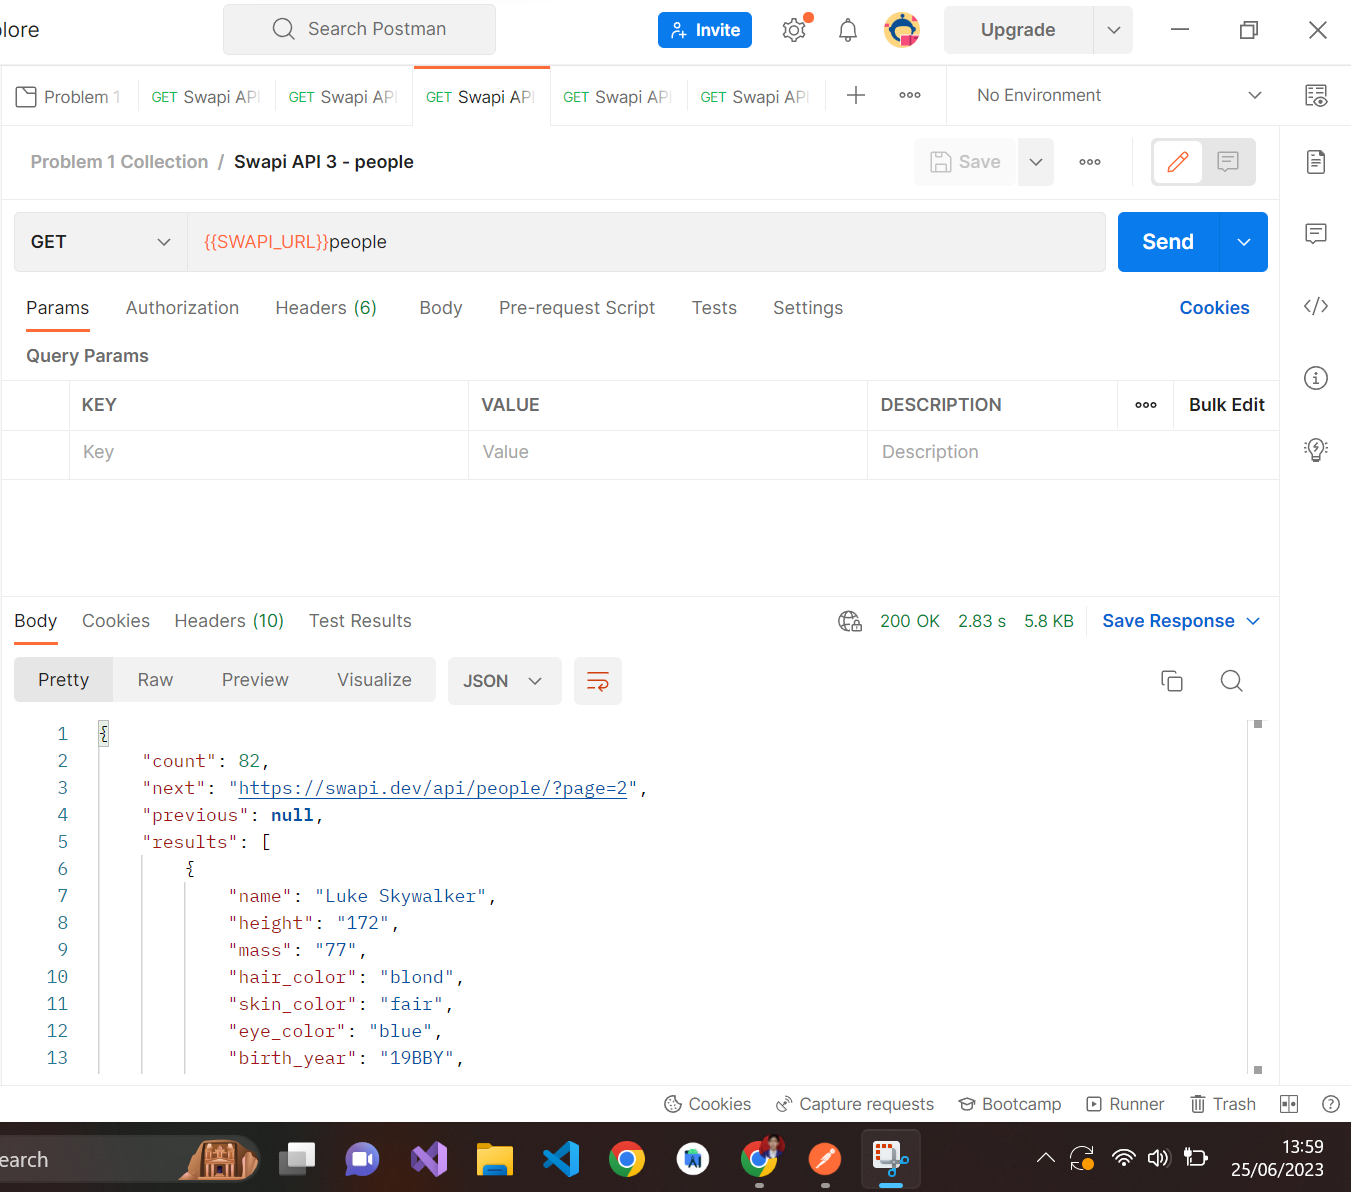 plore
Search Postman
Invite
Upgrade
Problem 1
GET Swapi API
GET Swapi API
GET Swapi API
GET Swapi API
GET Swapi API
No Environment
Problem 1 Collection / Swapi API 3 - people
Save
GET
{{SWAPI_URL}}people
Send
Params
Authorization
Headers (6)
Body
Pre-request Script
Tests
Settings
Cookies
Query Params
KEY
VALUE
DESCRIPTION
Bulk Edit
Key
Value
Description
Body
Cookies
Headers (10)
Test Results
200 OK
2.83 s
5.8 KB
Save Response
Pretty
Raw
Preview
Visualize
JSON
1 {
2 "count": 82,
3 "next": "https://swapi.dev/api/people/?page=2",
4 "previous": null,
5 "results": [
6 {
7 "name": "Luke Skywalker",
8 "height": "172",
9 "mass": "77",
10 "hair_color": "blond",
11 "skin_color": "fair",
12 "eye_color": "blue",
13 "birth_year": "19BBY",
Cookies
Capture requests
Bootcamp
Runner
Trash
earch
13:59
25/06/2023